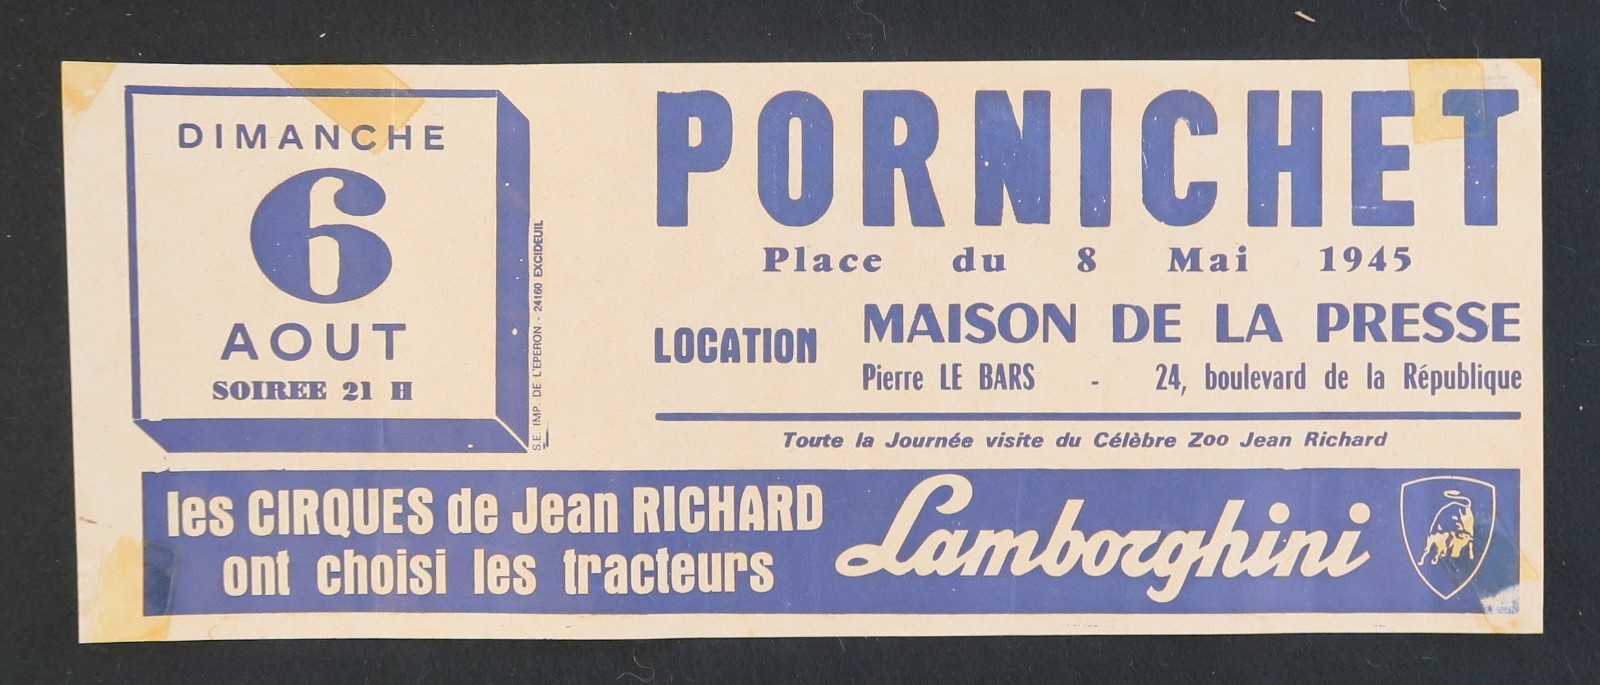 DIMANCHE
6
AOUT
SOIREE 21 H
S.E. IMP. DE L'EPERON - 24160 EXCIDEUIL
PORNICHET
Place du 8 Mai 1945
LOCATION
MAISON DE LA PRESSE
Pierre LE BARS - 24, boulevard de la République
Toute la Journée visite du Célèbre Zoo Jean Richard
les CIRQUES de Jean RICHARD
ont choisi les tracteurs
Lamborghini